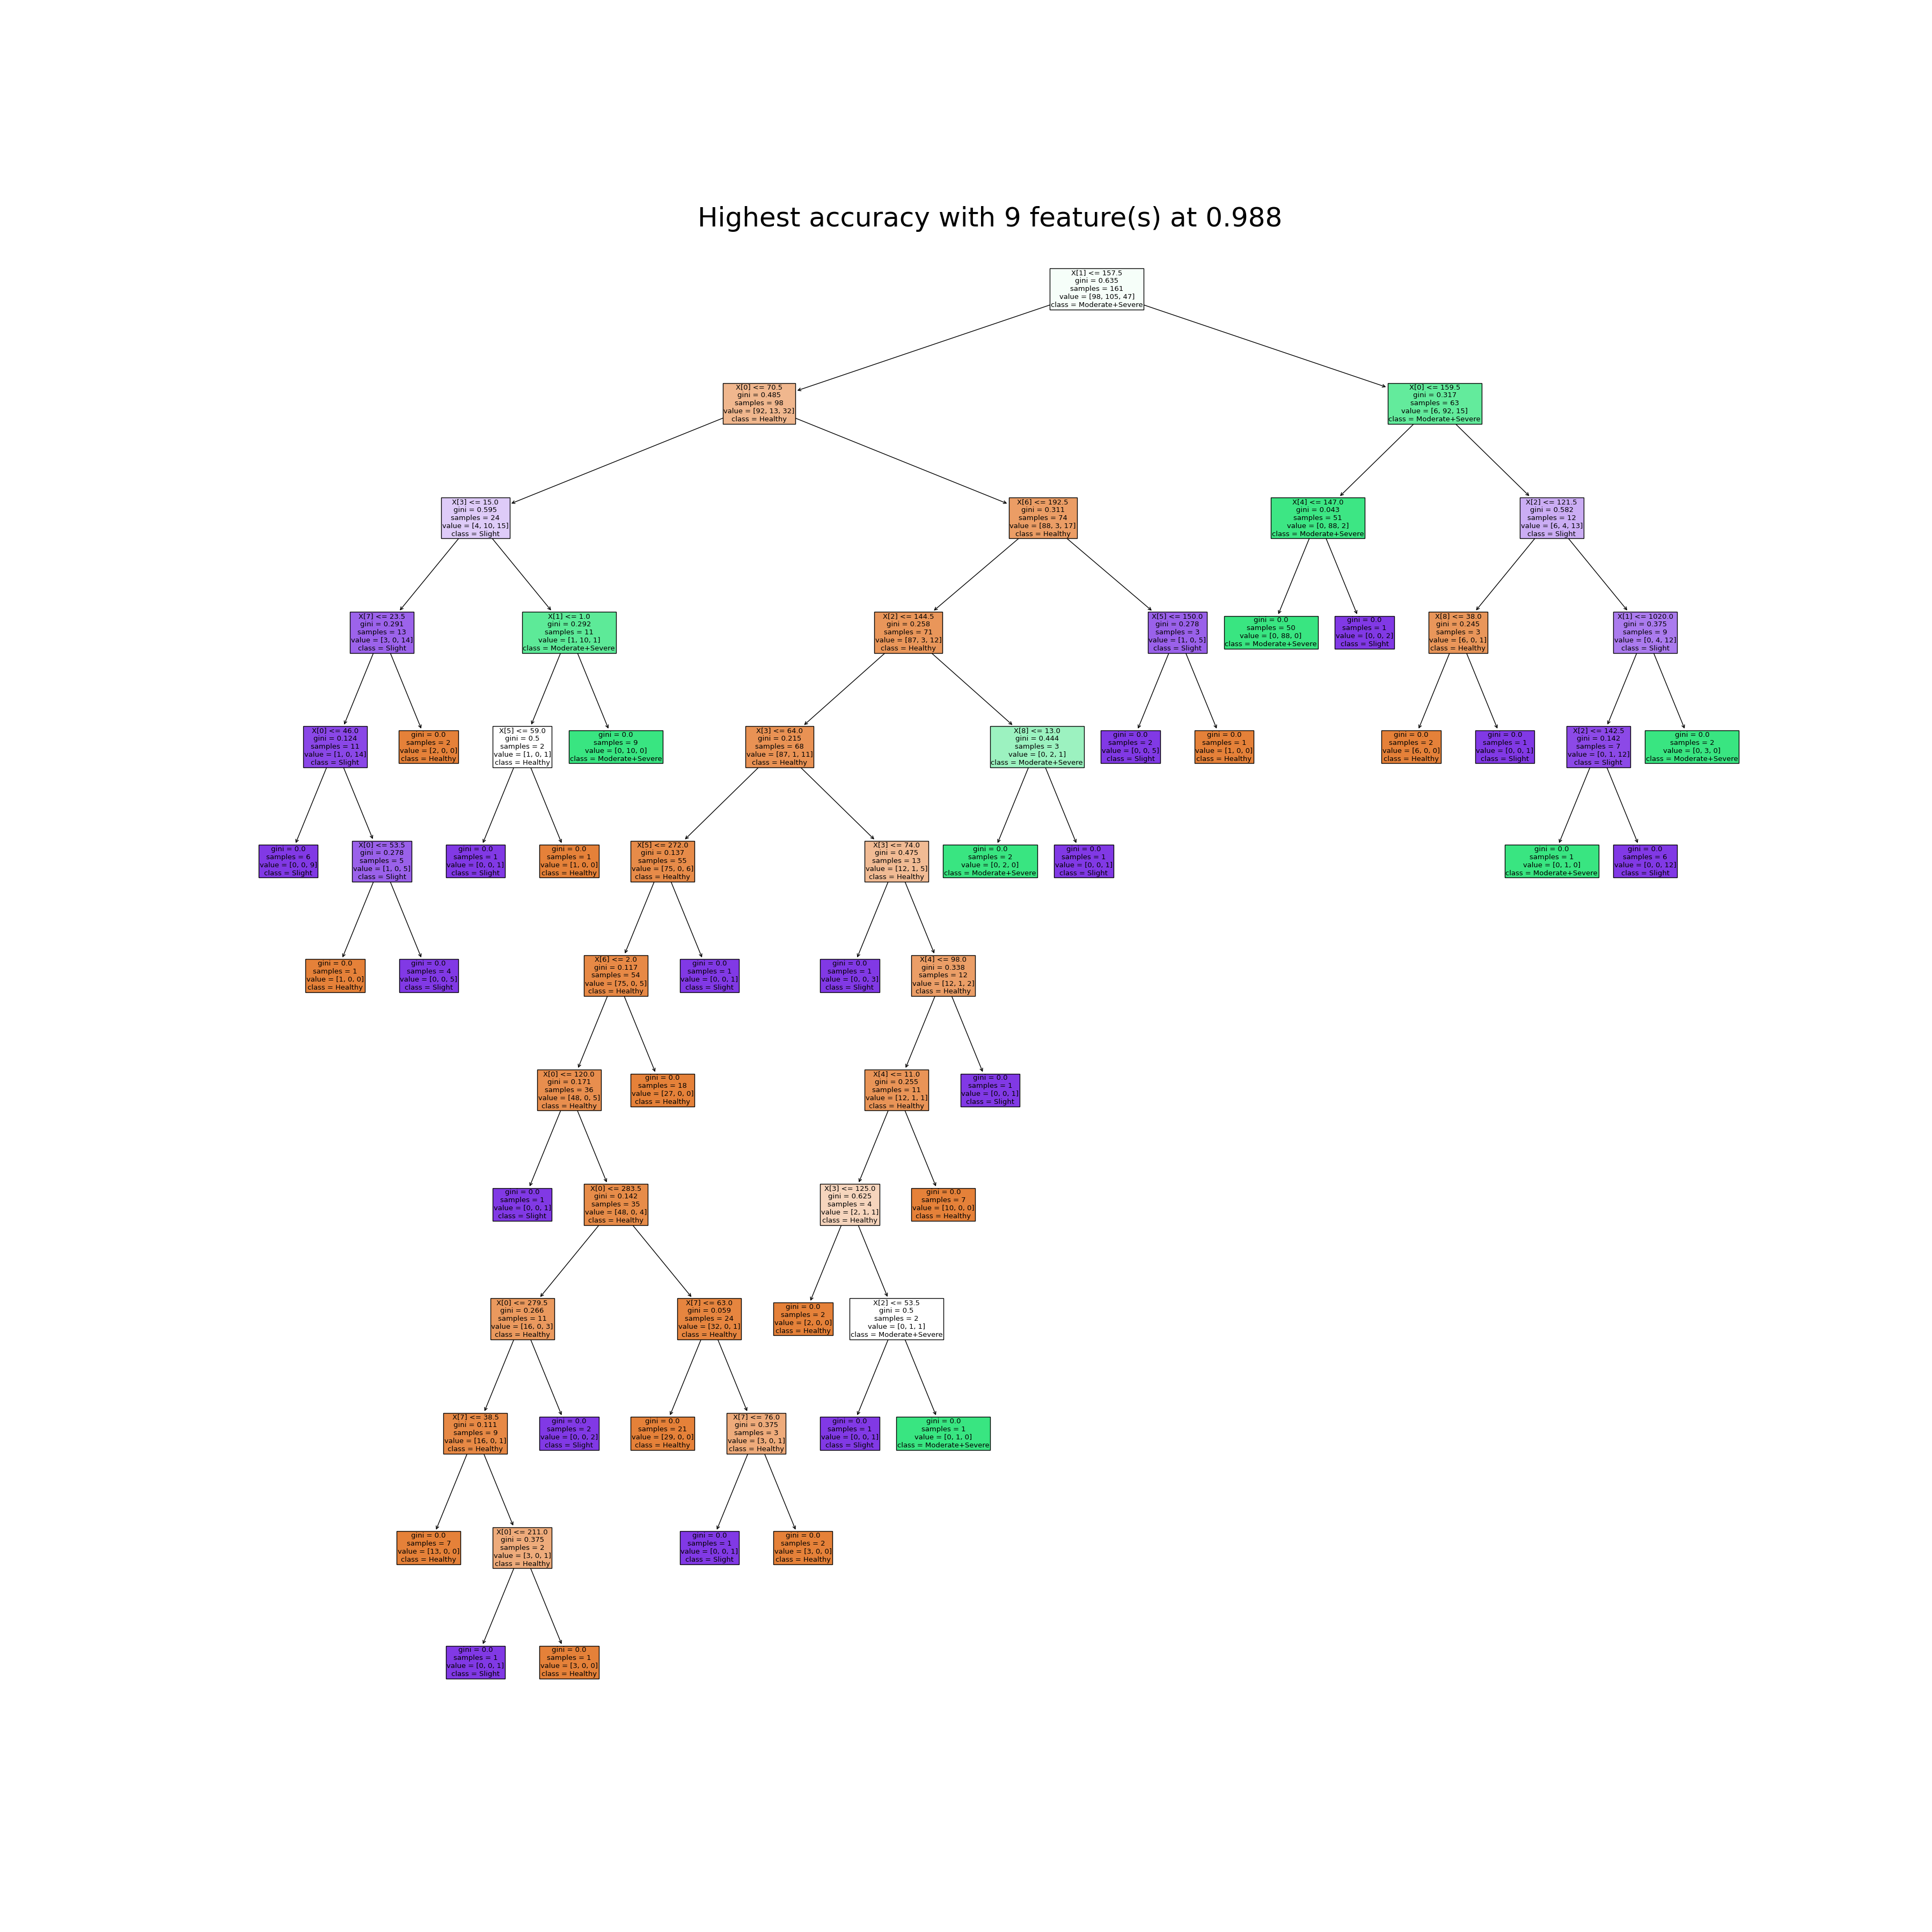 Highest accuracy with 9 feature(s) at 0.988
X[1] <= 157.5
gini = 0.635
samples = 161
value = [98, 105, 47]
class = Moderate+Severe
X[0] <= 70.5
gini = 0.485
samples = 98
value = [92, 13, 32]
class = Healthy
X[0] <= 159.5
gini = 0.317
samples = 63
value = [6, 92, 15]
class = Moderate+Severe
X[3] <= 15.0
gini = 0.595
samples = 24
value = [4, 10, 15]
class = Slight
X[6] <= 192.5
gini = 0.311
samples = 74
value = [88, 3, 17]
class = Healthy
X[4] <= 147.0
gini = 0.043
samples = 51
value = [0, 88, 2]
class = Moderate+Severe
X[2] <= 121.5
gini = 0.582
samples = 12
value = [6, 4, 13]
class = Slight
X[7] <= 23.5
gini = 0.291
samples = 13
value = [3, 0, 14]
class = Slight
X[1] <= 1.0
gini = 0.292
samples = 11
value = [1, 10, 1]
class = Moderate+Severe
X[2] <= 144.5
gini = 0.258
samples = 71
value = [87, 3, 12]
class = Healthy
X[5] <= 150.0
gini = 0.278
samples = 3
value = [1, 0, 5]
class = Slight
gini = 0.0
samples = 50
value = [0, 88, 0]
class = Moderate+Severe
gini = 0.0
samples = 1
value = [0, 0, 2]
class = Slight
X[8] <= 38.0
gini = 0.245
samples = 3
value = [6, 0, 1]
class = Healthy
X[1] <= 1020.0
gini = 0.375
samples = 9
value = [0, 4, 12]
class = Slight
X[0] <= 46.0
gini = 0.124
samples = 11
value = [1, 0, 14]
class = Slight
gini = 0.0
samples = 2
value = [2, 0, 0]
class = Healthy
X[5] <= 59.0
gini = 0.5
samples = 2
value = [1, 0, 1]
class = Healthy
gini = 0.0
samples = 9
value = [0, 10, 0]
class = Moderate+Severe
X[3] <= 64.0
gini = 0.215
samples = 68
value = [87, 1, 11]
class = Healthy
X[8] <= 13.0
gini = 0.444
samples = 3
value = [0, 2, 1]
class = Moderate+Severe
gini = 0.0
samples = 2
value = [0, 0, 5]
class = Slight
gini = 0.0
samples = 1
value = [1, 0, 0]
class = Healthy
gini = 0.0
samples = 2
value = [6, 0, 0]
class = Healthy
gini = 0.0
samples = 1
value = [0, 0, 1]
class = Slight
X[2] <= 142.5
gini = 0.142
samples = 7
value = [0, 1, 12]
class = Slight
gini = 0.0
samples = 2
value = [0, 3, 0]
class = Moderate+Severe
gini = 0.0
samples = 6
value = [0, 0, 9]
class = Slight
X[0] <= 53.5
gini = 0.278
samples = 5
value = [1, 0, 5]
class = Slight
gini = 0.0
samples = 1
value = [0, 0, 1]
class = Slight
gini = 0.0
samples = 1
value = [1, 0, 0]
class = Healthy
X[5] <= 272.0
gini = 0.137
samples = 55
value = [75, 0, 6]
class = Healthy
X[3] <= 74.0
gini = 0.475
samples = 13
value = [12, 1, 5]
class = Healthy
gini = 0.0
samples = 2
value = [0, 2, 0]
class = Moderate+Severe
gini = 0.0
samples = 1
value = [0, 0, 1]
class = Slight
gini = 0.0
samples = 1
value = [0, 1, 0]
class = Moderate+Severe
gini = 0.0
samples = 6
value = [0, 0, 12]
class = Slight
gini = 0.0
samples = 1
value = [1, 0, 0]
class = Healthy
gini = 0.0
samples = 4
value = [0, 0, 5]
class = Slight
X[6] <= 2.0
gini = 0.117
samples = 54
value = [75, 0, 5]
class = Healthy
gini = 0.0
samples = 1
value = [0, 0, 1]
class = Slight
gini = 0.0
samples = 1
value = [0, 0, 3]
class = Slight
X[4] <= 98.0
gini = 0.338
samples = 12
value = [12, 1, 2]
class = Healthy
X[0] <= 120.0
gini = 0.171
samples = 36
value = [48, 0, 5]
class = Healthy
gini = 0.0
samples = 18
value = [27, 0, 0]
class = Healthy
X[4] <= 11.0
gini = 0.255
samples = 11
value = [12, 1, 1]
class = Healthy
gini = 0.0
samples = 1
value = [0, 0, 1]
class = Slight
gini = 0.0
samples = 1
value = [0, 0, 1]
class = Slight
X[0] <= 283.5
gini = 0.142
samples = 35
value = [48, 0, 4]
class = Healthy
X[3] <= 125.0
gini = 0.625
samples = 4
value = [2, 1, 1]
class = Healthy
gini = 0.0
samples = 7
value = [10, 0, 0]
class = Healthy
X[0] <= 279.5
gini = 0.266
samples = 11
value = [16, 0, 3]
class = Healthy
X[7] <= 63.0
gini = 0.059
samples = 24
value = [32, 0, 1]
class = Healthy
gini = 0.0
samples = 2
value = [2, 0, 0]
class = Healthy
X[2] <= 53.5
gini = 0.5
samples = 2
value = [0, 1, 1]
class = Moderate+Severe
X[7] <= 38.5
gini = 0.111
samples = 9
value = [16, 0, 1]
class = Healthy
gini = 0.0
samples = 2
value = [0, 0, 2]
class = Slight
gini = 0.0
samples = 21
value = [29, 0, 0]
class = Healthy
X[7] <= 76.0
gini = 0.375
samples = 3
value = [3, 0, 1]
class = Healthy
gini = 0.0
samples = 1
value = [0, 0, 1]
class = Slight
gini = 0.0
samples = 1
value = [0, 1, 0]
class = Moderate+Severe
gini = 0.0
samples = 7
value = [13, 0, 0]
class = Healthy
X[0] <= 211.0
gini = 0.375
samples = 2
value = [3, 0, 1]
class = Healthy
gini = 0.0
samples = 1
value = [0, 0, 1]
class = Slight
gini = 0.0
samples = 2
value = [3, 0, 0]
class = Healthy
gini = 0.0
samples = 1
value = [0, 0, 1]
class = Slight
gini = 0.0
samples = 1
value = [3, 0, 0]
class = Healthy